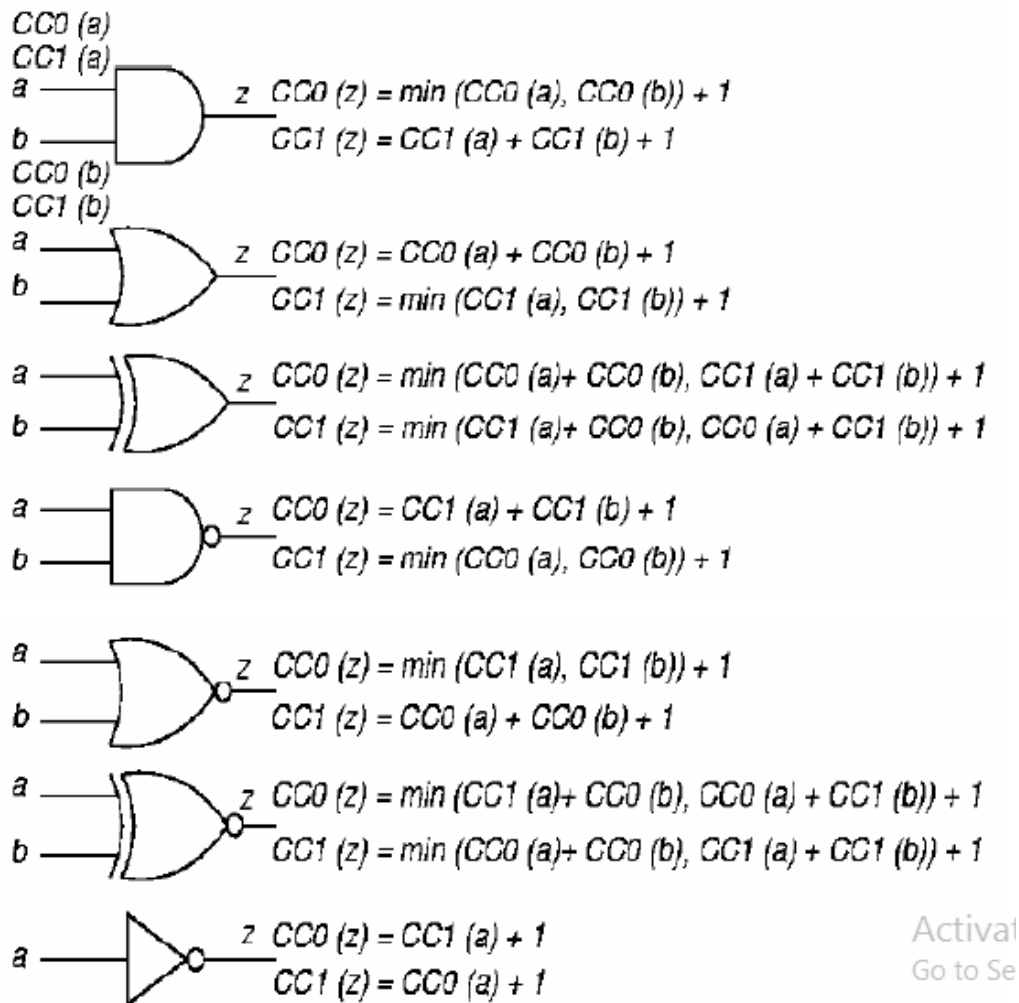 CC0 (a)
CC1 (a)
a
z CC0 (z) = min (CC0 (a), CC0 (b)) + 1
b
CC1 (z) = CC1 (a) + CC1 (b) + 1
CC0 (b)
CC1 (b)
a
z CC0 (z) = CC0 (a) + CC0 (b) + 1
b
CC1 (z) = min (CC1 (a), CC1 (b)) + 1
a
z CC0 (z) = min (CC0 (a)+ CC0 (b), CC1 (a) + CC1 (b)) + 1
b
CC1 (z) = min (CC1 (a)+ CC0 (b), CC0 (a) + CC1 (b)) + 1
a
z CC0 (z) = CC1 (a) + CC1 (b) + 1
b
CC1 (z) = min (CC0 (a), CC0 (b)) + 1
a
z CC0 (z) = min (CC1 (a), CC1 (b)) + 1
b
CC1 (z) = CC0 (a) + CC0 (b) + 1
a
z CC0 (z) = min (CC1 (a)+ CC0 (b), CC0 (a) + CC1 (b)) + 1
b
CC1 (z) = min (CC0 (a)+ CC0 (b), CC1 (a) + CC1 (b)) + 1
a
z CC0 (z) = CC1 (a) + 1
CC1 (z) = CC0 (a) + 1
Activat
Go to Se